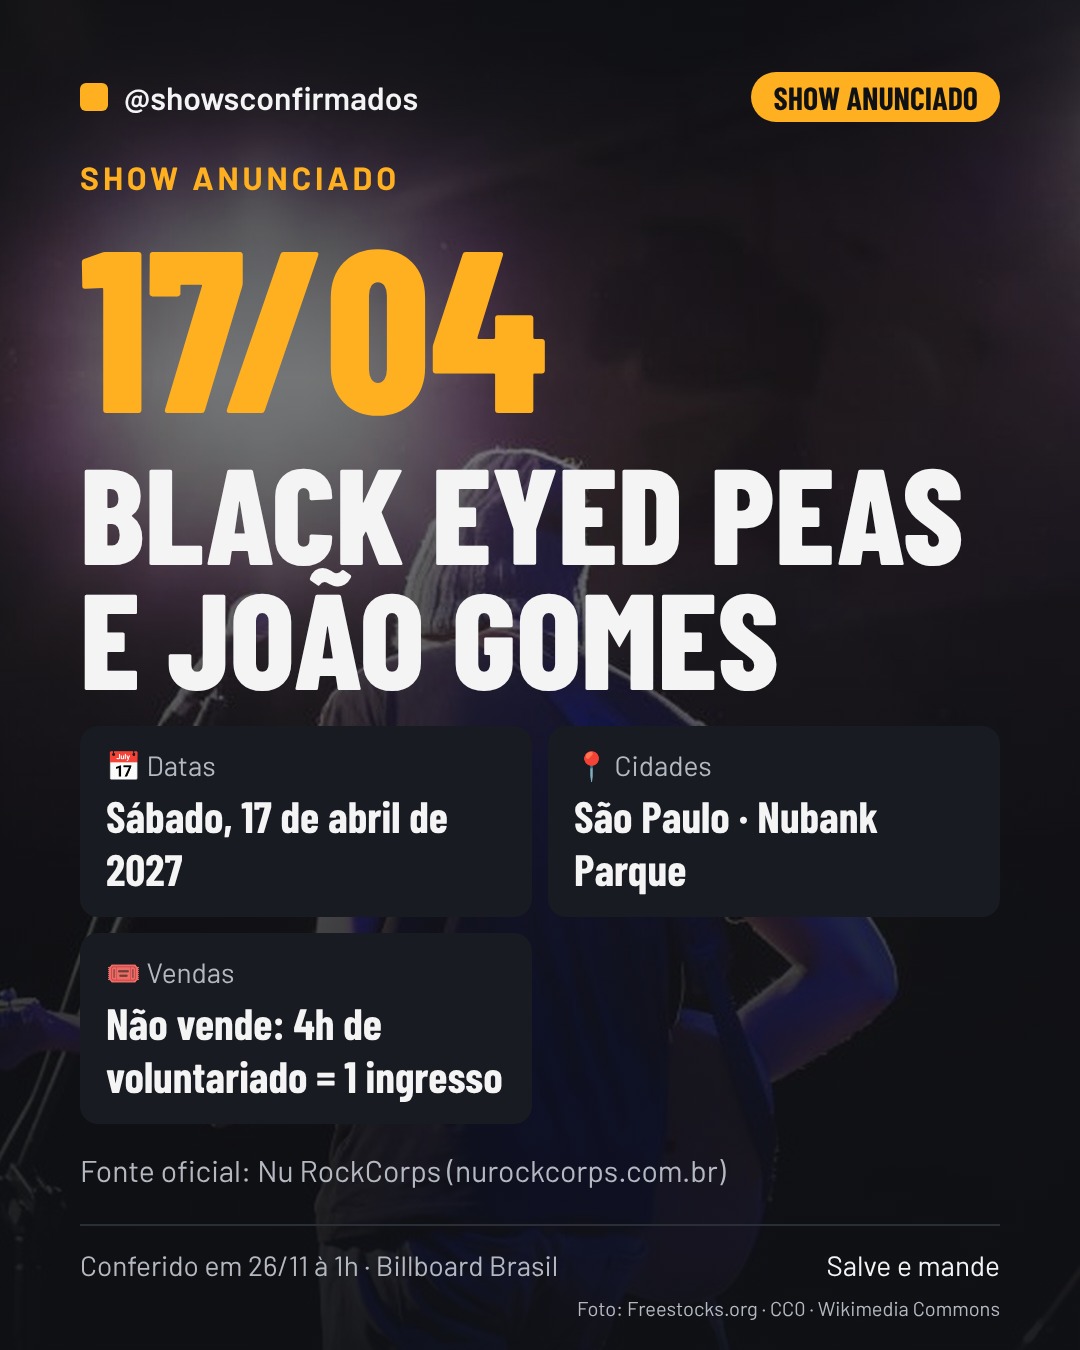 @showsconfirmados
SHOW ANUNCIADO
SHOW ANUNCIADO
17/04
BLACK EYED PEAS
E JOÃO GOMES
📅 Datas
Sábado, 17 de abril de
2027
📍 Cidades
São Paulo · Nubank
Parque
🎟️ Vendas
Não vende: 4h de
voluntariado = 1 ingresso
Fonte oficial: Nu RockCorps (nurockcorps.com.br)
Conferido em 26/11 à 1h · Billboard Brasil
Salve e mande
Foto: Freestocks.org · CC0 · Wikimedia Commons